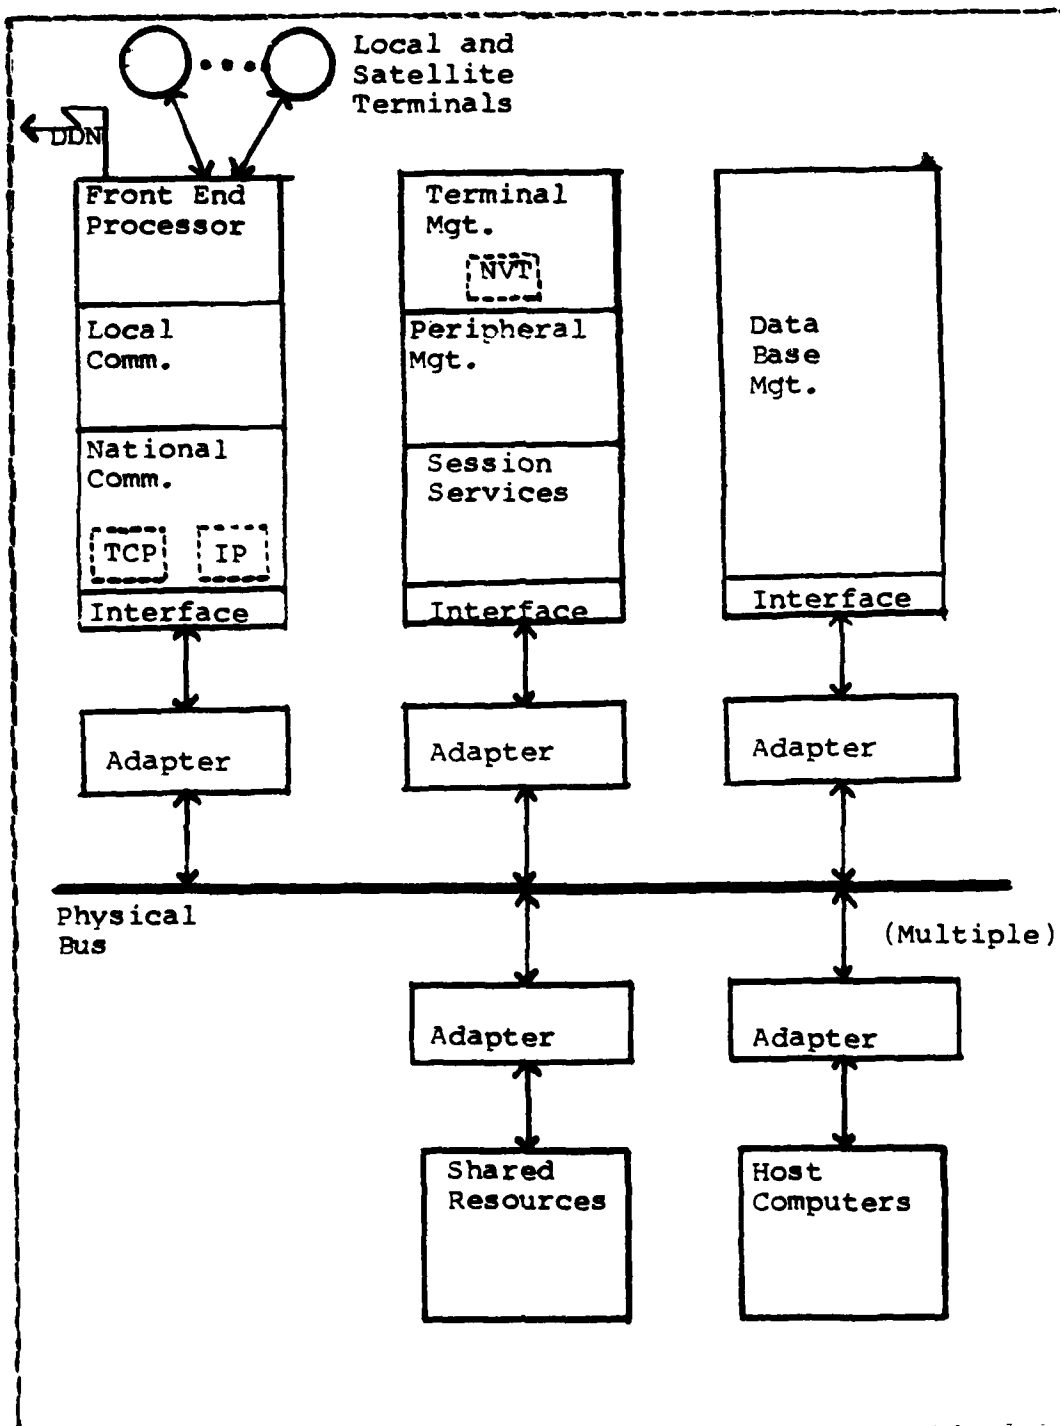 Local and
Satellite
Terminals
DDN
Front End
Processor
Local
Comm.
National
Comm.
TCP
IP
Interface
Terminal
Mgt.
NVT
Peripheral
Mgt.
Session
Services
Interface
Data
Base
Mgt.
Interface
Adapter
Adapter
Adapter
Physical
Bus
(Multiple)
Adapter
Adapter
Shared
Resources
Host
Computers